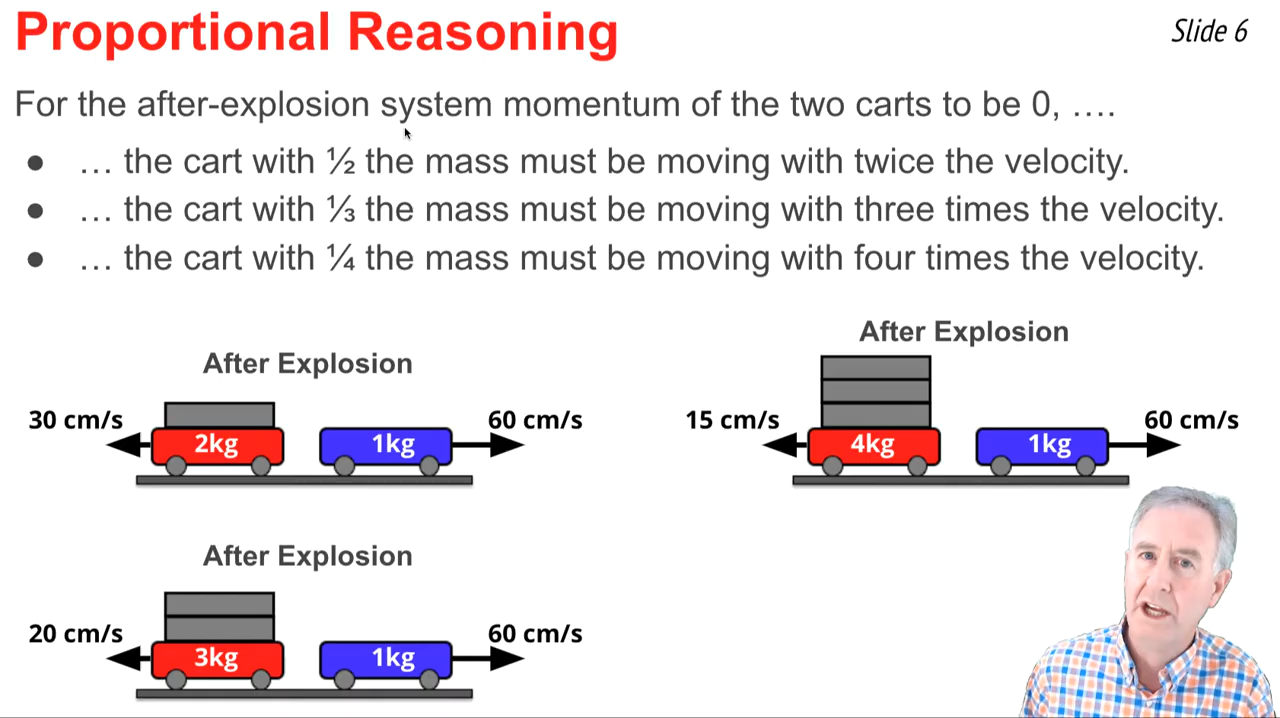 Proportional Reasoning
Slide 6
For the after-explosion system momentum of the two carts to be 0, ….
● … the cart with ½ the mass must be moving with twice the velocity.
● … the cart with ⅓ the mass must be moving with three times the velocity.
● … the cart with ¼ the mass must be moving with four times the velocity.
After Explosion
30 cm/s
2kg
1kg
60 cm/s
After Explosion
15 cm/s
4kg
1kg
60 cm/s
After Explosion
20 cm/s
3kg
1kg
60 cm/s